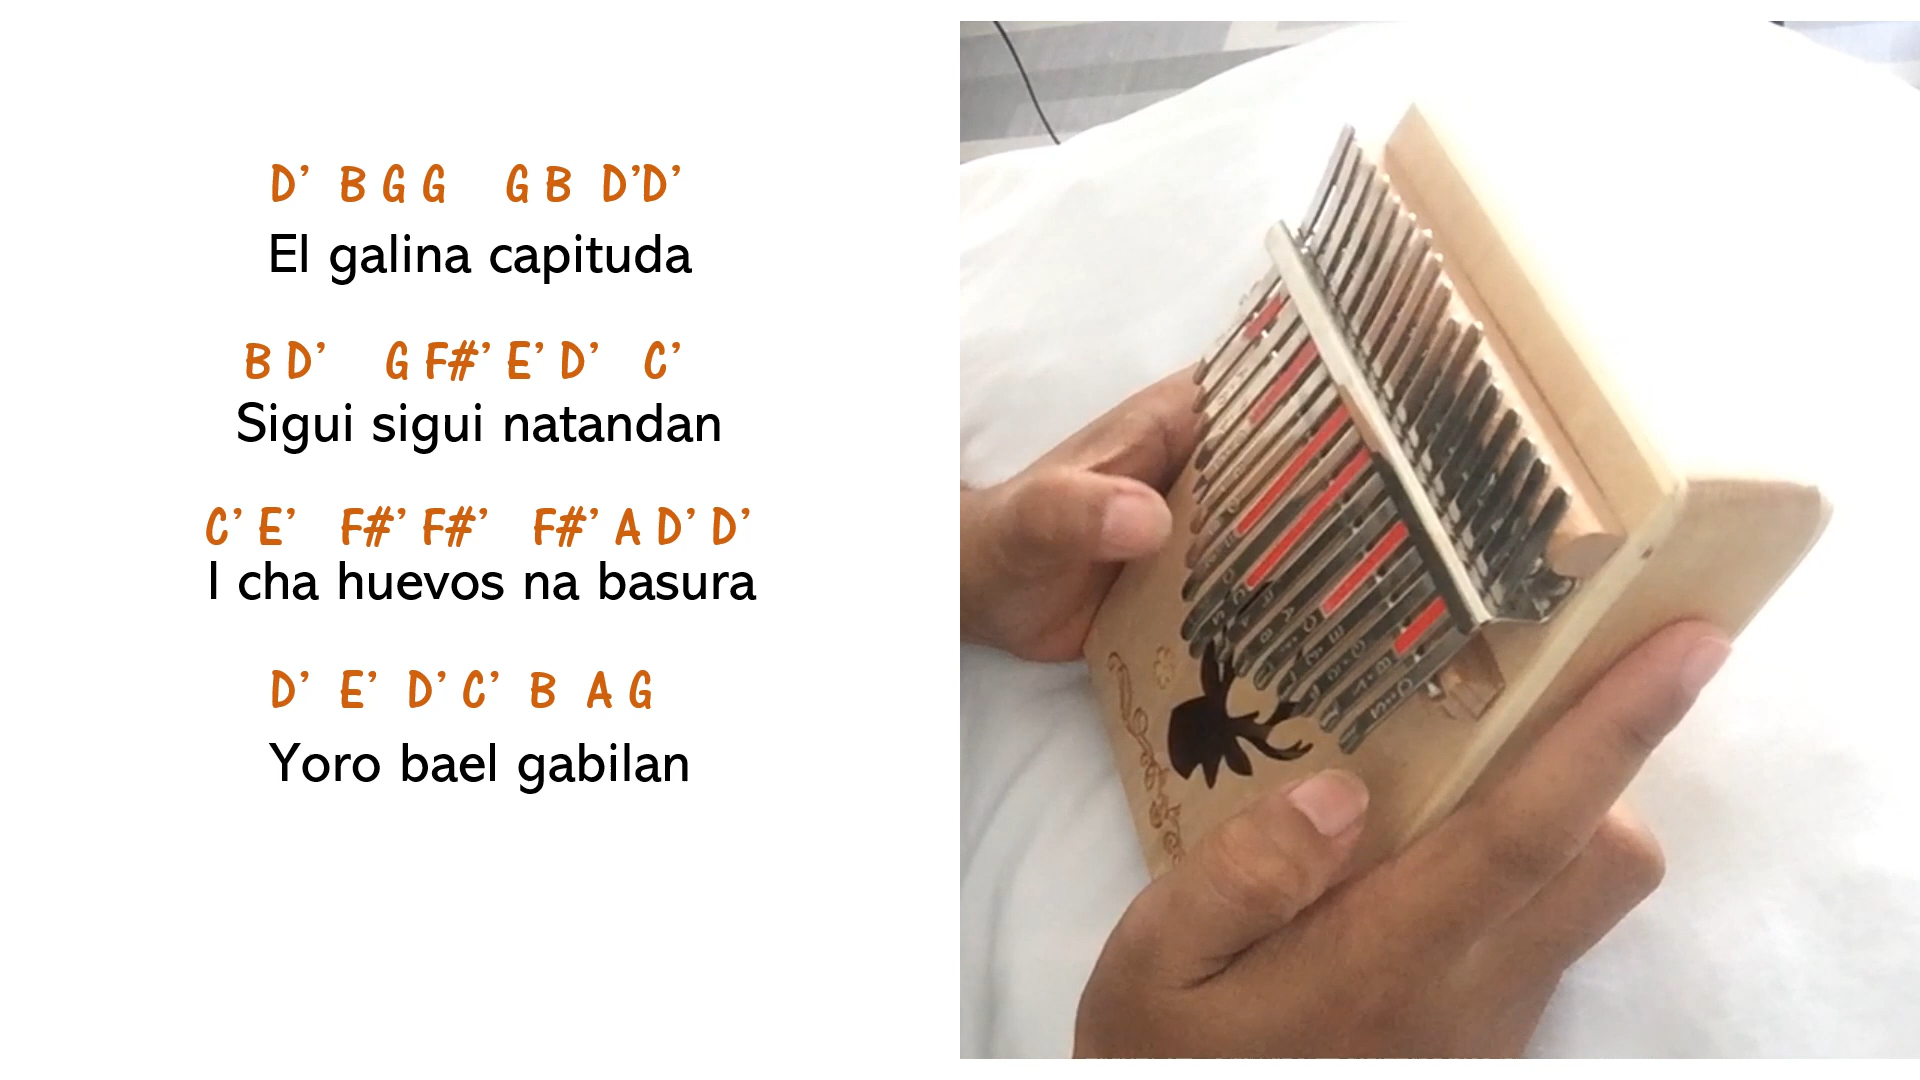 D’ B G G G B D’D’
El galina capituda
B D’ G F#’ E’ D’ C’
Sigui sigui natandan
C’ E’ F#’ F#’ F#’ A D’ D’
I cha huevos na basura
D’ E’ D’ C’ B A G
Yoro bael gabilan